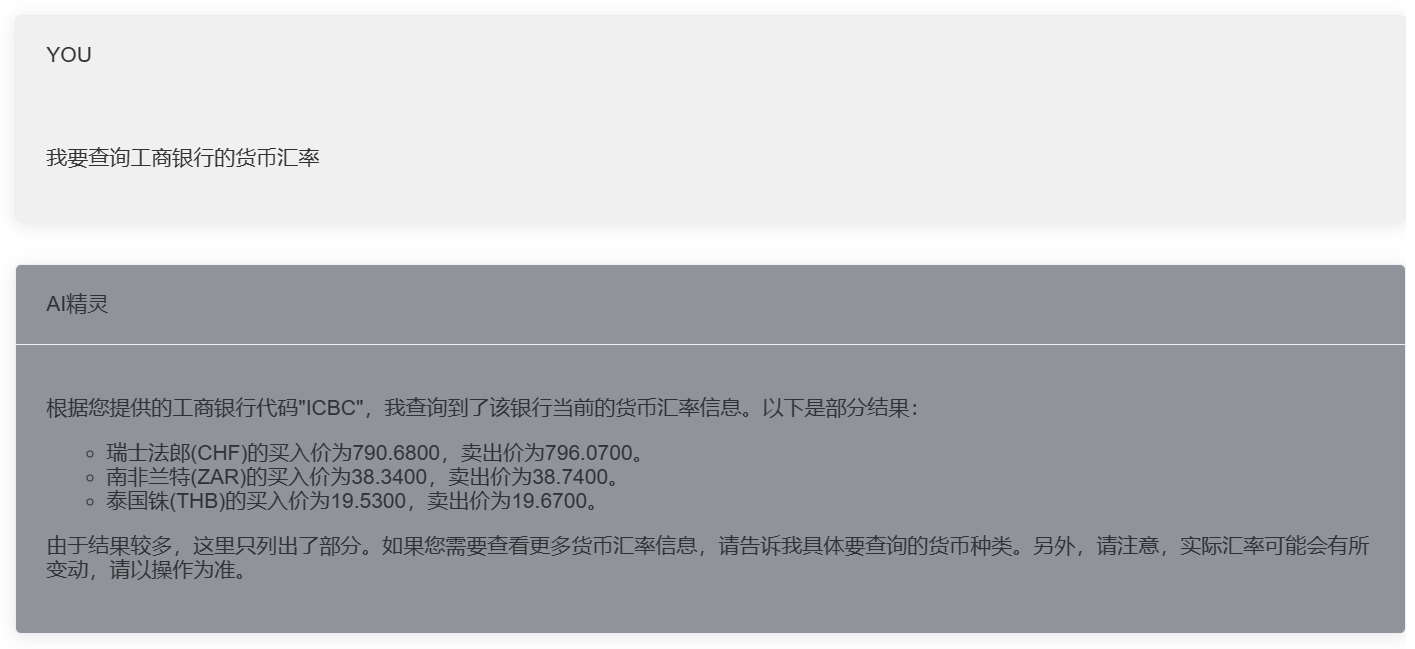 YOU
我要查询工商银行的货币汇率
AI精灵
根据您提供的工商银行代码"ICBC"，我查询到了该银行当前的货币汇率信息。以下是部分结果：
瑞士法郎(CHF)的买入价为790.6800，卖出价为796.0700。
南非兰特(ZAR)的买入价为38.3400，卖出价为38.7400。
泰国铢(THB)的买入价为19.5300，卖出价为19.6700。
由于结果较多，这里只列出了部分。如果您需要查看更多货币汇率信息，请告诉我具体要查询的货币种类。另外，请注意，实际汇率可能会有所
变动，请以操作为准。